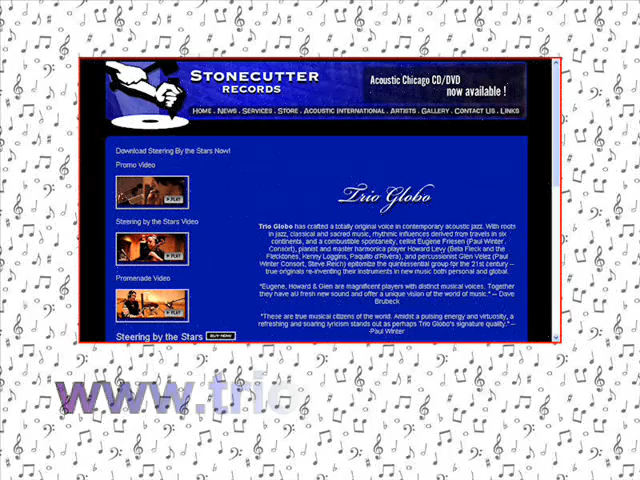 STONECUTTER
RECORDS
Acoustic Chicago CD/DVD
now available !
HOME . NEWS . SERVICES . STORE . ACOUSTIC INTERNATIONAL . ARTISTS . GALLERY . CONTACT US . LINKS
Download Steering By the Stars Now!
Promo Video
PLAY
Steering by the Stars Video
PLAY
Promenade Video
PLAY
Steering by the Stars BUY NOW
Trio Globo
Trio Globo has crafted a totally original voice in contemporary acoustic jazz. With roots
in jazz, classical and sacred music, rhythmic influences derived from travels in six
continents, and a combustible spontaneity, cellist Eugene Friesen (Paul Winter
Consort), pianist and master harmonica player Howard Levy (Bela Fleck and the
Flecktones, Kenny Loggins, Paquito d'Rivera), and percussionist Glen Velez (Paul
Winter Consort, Steve Reich) epitomize the quintessential group for the 21st century --
true originals re-inventing their instruments in new music both personal and global.
"Eugene, Howard & Glen are magnificent players with distinct musical voices. Together
they have aU fresh new sound and offer a unique vision of the world of music." -- Dave
Brubeck
"These are true musical citizens of the world. Amidst a pulsing energy and virtuosity, a
refreshing and soaring lyricism stands out as perhaps Trio Globo's signature quality." --
-Paul Winter
www.trio